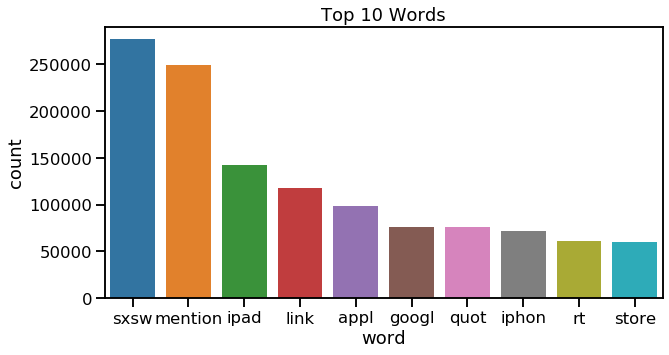 Top 10 Words
count
250000
200000
150000
100000
50000
0
sxsw mention ipad link appl googl quot iphon rt store
word